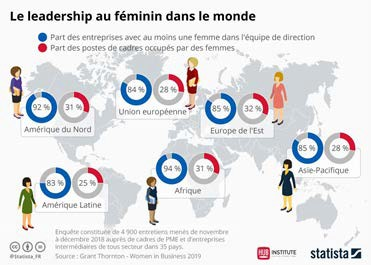 Le leadership au féminin dans le monde
Part des entreprises avec au moins une femme dans l'équipe de direction
Part des postes de cadres occupés par des femmes
92 %
31 %
Amérique du Nord
84 %
28 %
Union européenne
85 %
32 %
Europe de l'Est
85 %
28 %
Asie-Pacifique
83 %
25 %
Amérique Latine
94 %
31 %
Afrique
Enquête constituée de 4 900 entretiens menés de novembre
à décembre 2018 auprès de cadres de PME et d'entreprises
intermédiaires de tous secteur dans 35 pays.
Source : Grant Thornton - Women in Business 2019
@Statista_FR
HUB INSTITUTE
statista